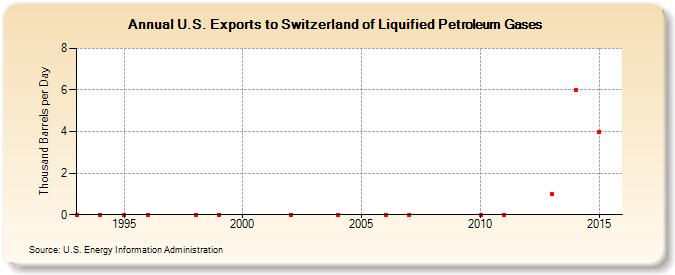 Annual U.S. Exports to Switzerland of Liquified Petroleum Gases
Thousand Barrels per Day
8
6
4
2
0
1995 2000 2005 2010 2015
Source: U.S. Energy Information Administration